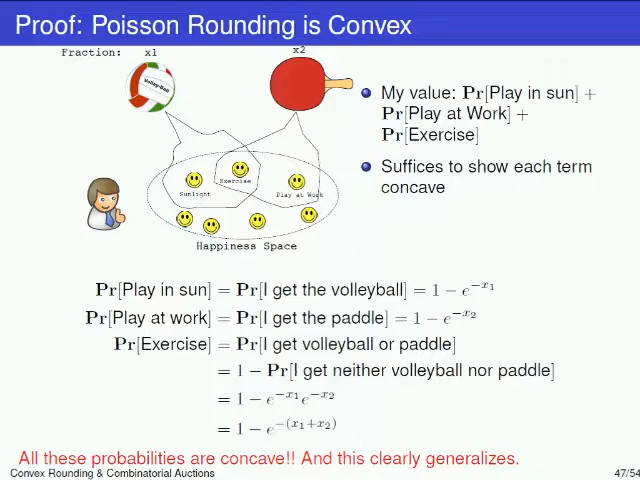 Proof: Poisson Rounding is Convex
Fraction: x1
x2
Volley-Ball
My value: Pr[Play in sun] +
Pr[Play at Work] +
Pr[Exercise]
Suffices to show each term
concave
Exercise
Sunlight
Play at Work
Happiness Space
Pr[Play in sun] = Pr[I get the volleyball] = 1 − e^{−x₁}
Pr[Play at work] = Pr[I get the paddle] = 1 − e^{−x₂}
Pr[Exercise] = Pr[I get volleyball or paddle]
= 1 − Pr[I get neither volleyball nor paddle]
= 1 − e^{−x₁}e^{−x₂}
= 1 − e^{−(x₁+x₂)}
All these probabilities are concave!! And this clearly generalizes.
Convex Rounding & Combinatorial Auctions
47/54